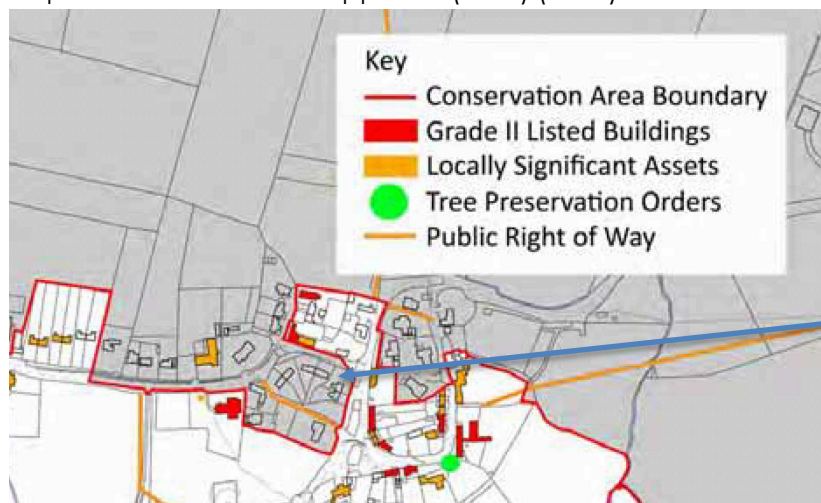 Key
Conservation Area Boundary
Grade II Listed Buildings
Locally Significant Assets
Tree Preservation Orders
Public Right of Way